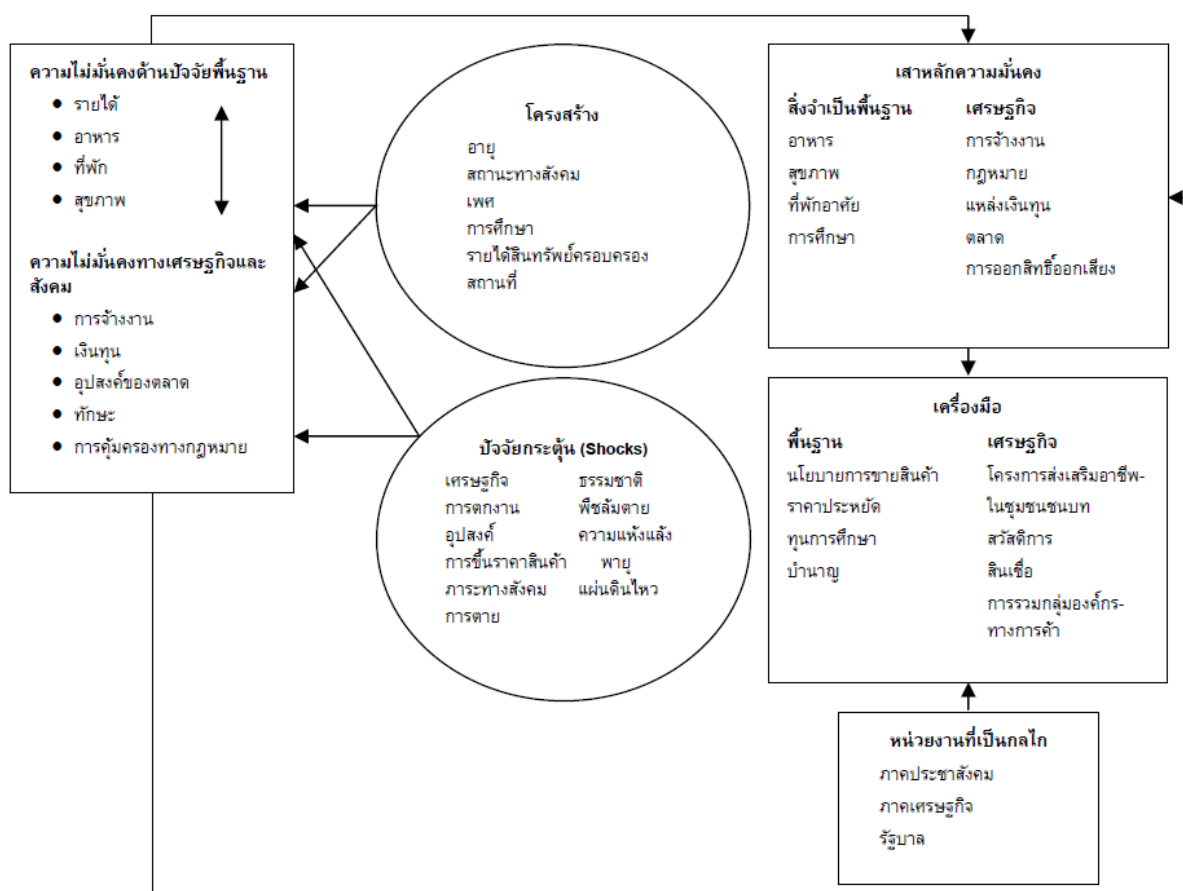 ความไม่มั่นคงด้านปัจจัยพื้นฐาน
● รายได้
● อาหาร
● ที่พัก
● สุขภาพ
ความไม่มั่นคงทางเศรษฐกิจและ
สังคม
● การจ้างงาน
● เงินทุน
● อุปสงค์ของตลาด
● ทักษะ
● การคุ้มครองทางกฎหมาย
โครงสร้าง
อายุ
สถานะทางสังคม
เพศ
การศึกษา
รายได้สินทรัพย์ครอบครอง
สถานที่
ปัจจัยกระตุ้น (Shocks)
เศรษฐกิจ ธรรมชาติ
การตกงาน พืชล้มตาย
อุปสงค์ ความแห้งแล้ง
การขึ้นราคาสินค้า พายุ
ภาระทางสังคม แผ่นดินไหว
การตาย
เสาหลักความมั่นคง
สิ่งจำเป็นพื้นฐาน เศรษฐกิจ
อาหาร การจ้างงาน
สุขภาพ กฎหมาย
ที่พักอาศัย แหล่งเงินทุน
การศึกษา ตลาด
การออกสิทธิ์ออกเสียง
เครื่องมือ
พื้นฐาน เศรษฐกิจ
นโยบายการขายสินค้า โครงการส่งเสริมอาชีพ-
ราคาประหยัด ในชุมชนชนบท
ทุนการศึกษา สวัสดิการ
บำนาญ สินเชื่อ
การรวมกลุ่มองค์กร-
ทางการค้า
หน่วยงานที่เป็นกลไก
ภาคประชาสังคม
ภาคเศรษฐกิจ
รัฐบาล